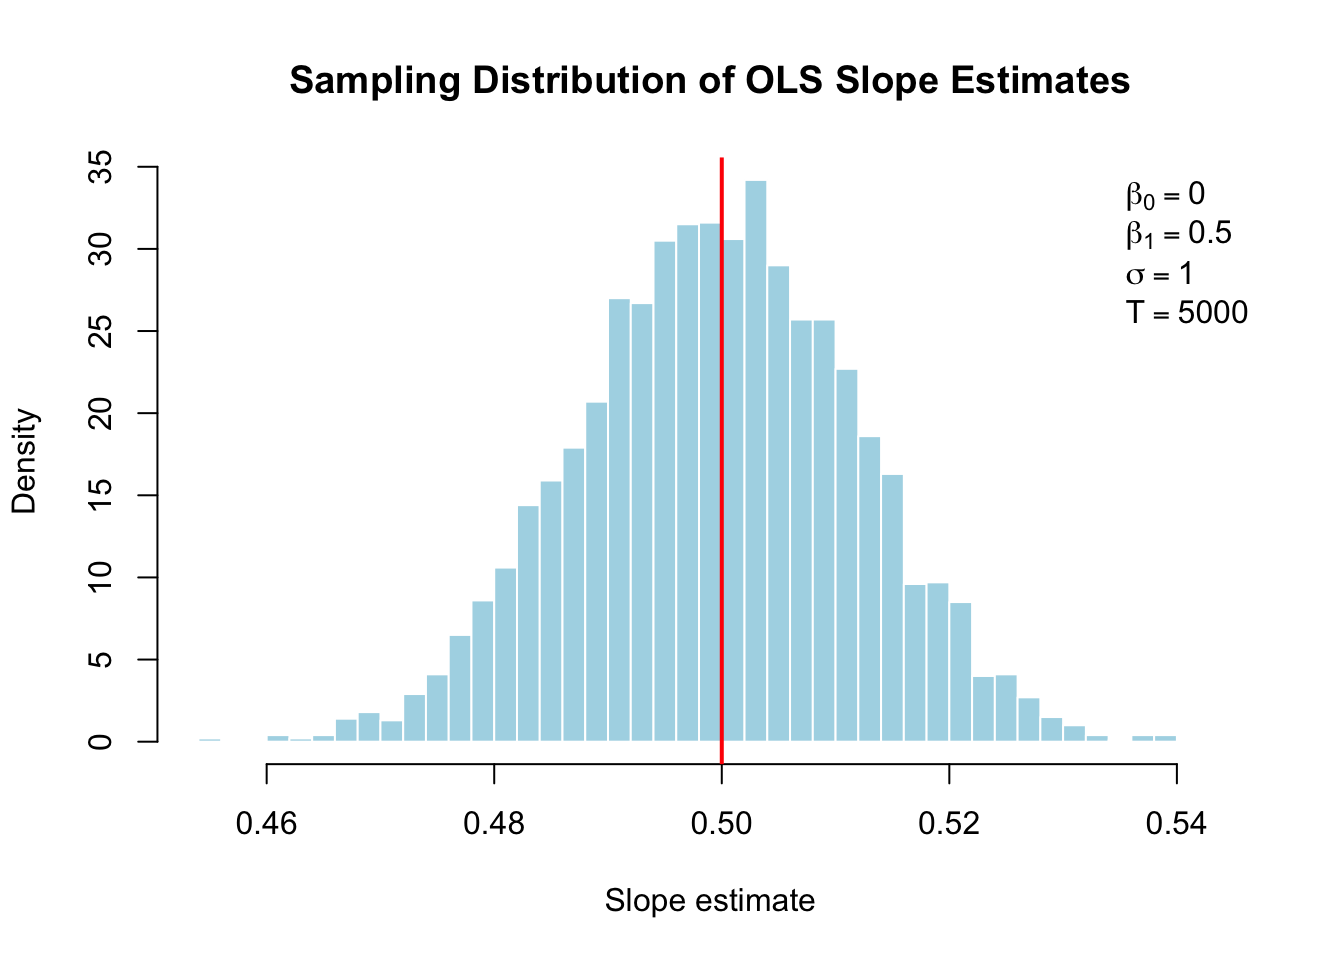 Sampling Distribution of OLS Slope Estimates
β₀ = 0
β₁ = 0.5
σ = 1
T = 5000
Density
35
30
25
20
15
10
5
0
0.46 0.48 0.50 0.52 0.54
Slope estimate